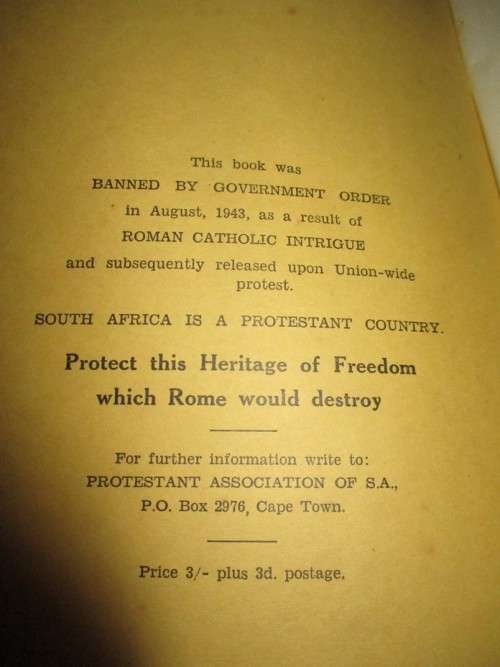 This book was
BANNED BY GOVERNMENT ORDER
in August, 1943, as a result of
ROMAN CATHOLIC INTRIGUE
and subsequently released upon Union-wide
protest.
SOUTH AFRICA IS A PROTESTANT COUNTRY.
Protect this Heritage of Freedom
which Rome would destroy
For further information write to:
PROTESTANT ASSOCIATION OF S.A.,
P.O. Box 2976, Cape Town.
Price 3/- plus 3d. postage.